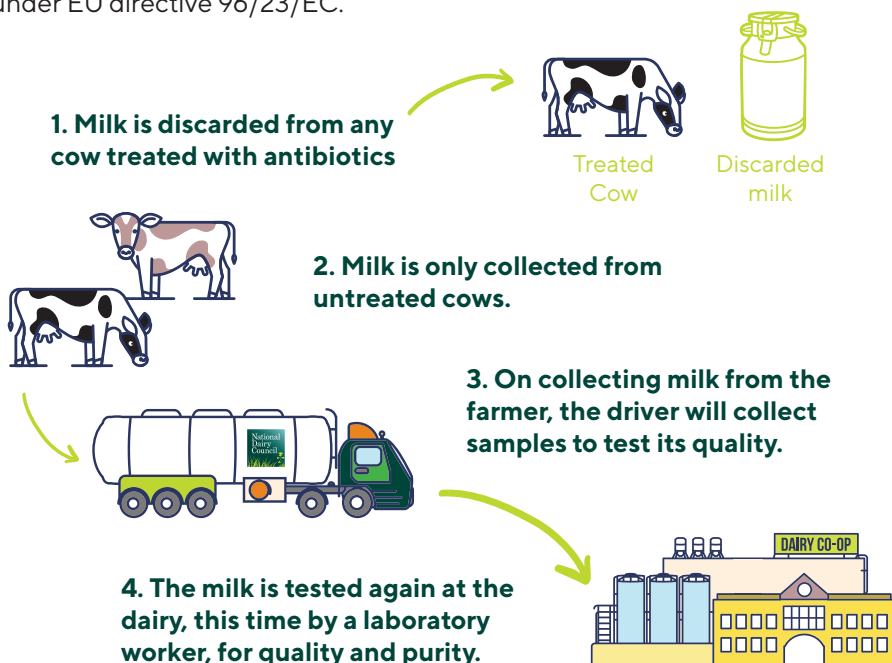 under EU directive 96/23/EC.
1. Milk is discarded from any
cow treated with antibiotics
Treated
Cow
Discarded
milk
2. Milk is only collected from
untreated cows.
3. On collecting milk from the
farmer, the driver will collect
samples to test its quality.
National
Dairy
Council
DAIRY CO-OP
4. The milk is tested again at the
dairy, this time by a laboratory
worker, for quality and purity.